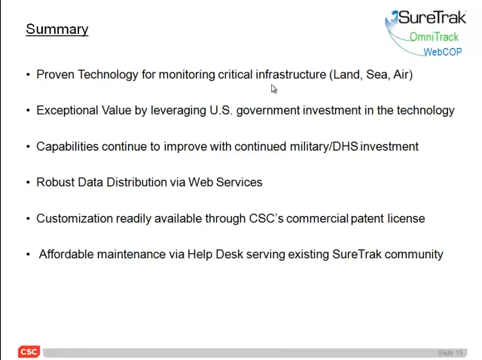 Summary
SureTrak
OmniTrack
WebCOP
• Proven Technology for monitoring critical infrastructure (Land, Sea, Air)
• Exceptional Value by leveraging U.S. government investment in the technology
• Capabilities continue to improve with continued military/DHS investment
• Robust Data Distribution via Web Services
• Customization readily available through CSC's commercial patent license
• Affordable maintenance via Help Desk serving existing SureTrak community
CSC